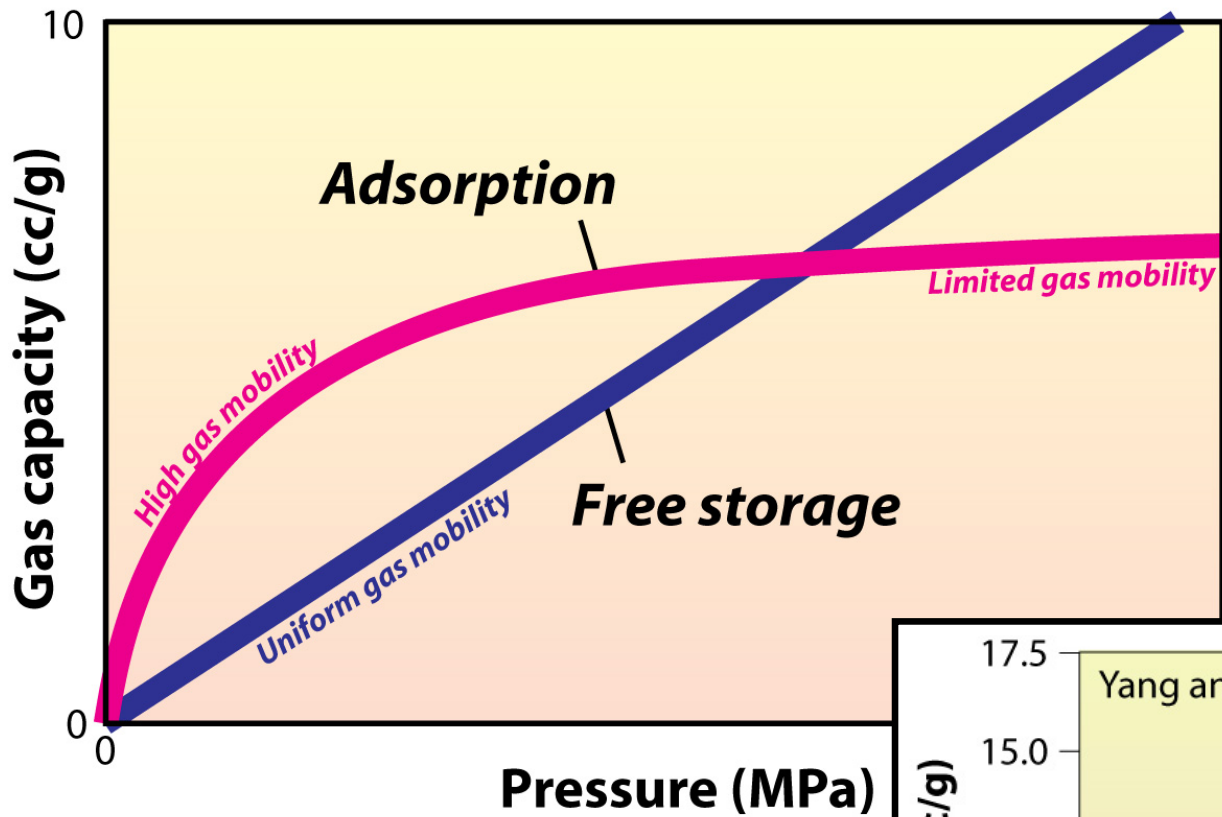 10
Gas capacity (cc/g)
Adsorption
Limited gas mobility
High gas mobility
Free storage
Uniform gas mobility
0
0
Pressure (MPa)
17.5
Yang
15.0
/g)